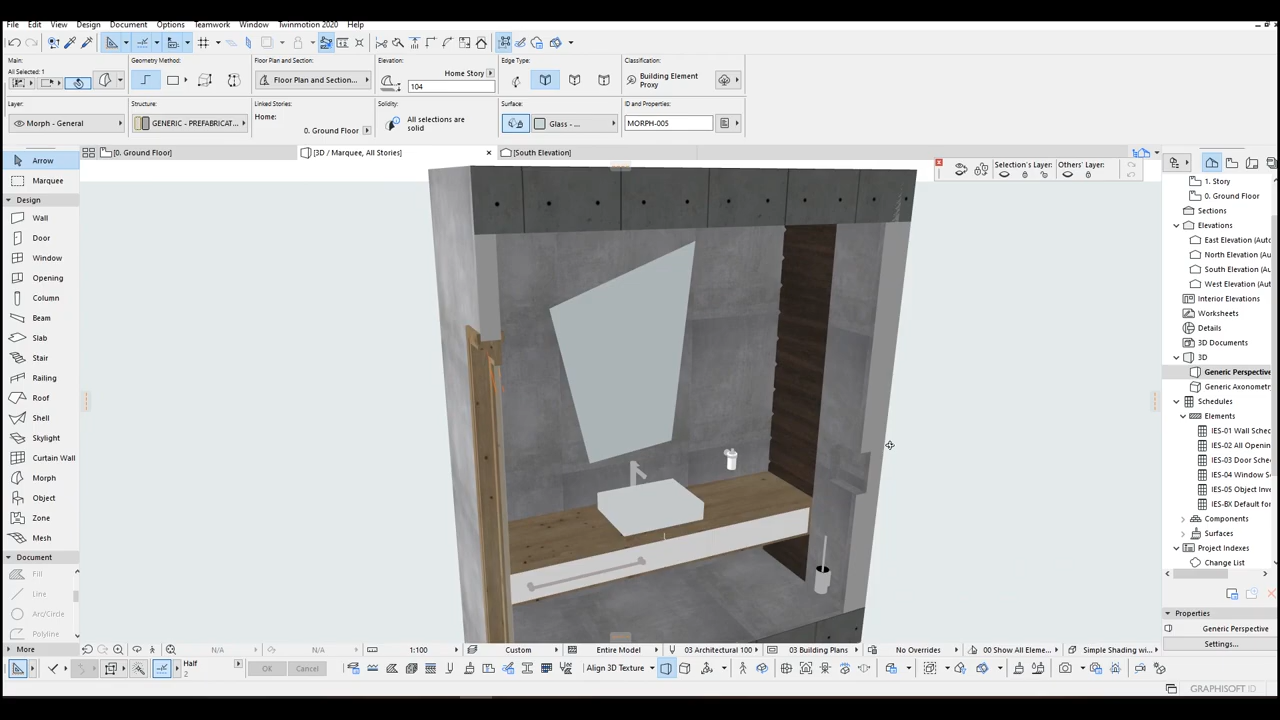 File Edit View Design Document Options Teamwork Window Twinmotion 2020 Help
Main:
All Selected: 1
Geometry Method:
Floor Plan and Section:
Floor Plan and Section...
Elevation:
Home Story
104
Edge Type:
Classification:
Building Element
Proxy
Layer:
Morph - General
Structure:
GENERIC - PREFABRICAT...
Linked Stories:
Home:
0. Ground Floor
Solidity:
All selections are
solid
Surface:
Glass - ...
ID and Properties:
MORPH-005
[0. Ground Floor]
[3D / Marquee, All Stories]
[South Elevation]
Selection's Layer:
Others' Layer:
Arrow
Marquee
Design
Wall
Door
Window
Opening
Column
Beam
Slab
Stair
Railing
Roof
Shell
Skylight
Curtain Wall
Morph
Object
Zone
Mesh
Document
Fill
Line
Arc/Circle
Polyline
More
1. Story
0. Ground Floor
Sections
Elevations
East Elevation (Aut
North Elevation (Au
South Elevation (Au
West Elevation (Aut
Interior Elevations
Worksheets
Details
3D Documents
3D
Generic Perspective
Generic Axonometr
Schedules
Elements
IES-01 Wall Sched
IES-02 All Opening
IES-03 Door Sche
IES-04 Window S
IES-05 Object Inve
IES-BX Default for
Components
Surfaces
Project Indexes
Change List
Properties
Generic Perspective
Settings...
N/A
N/A
1:100
Custom
Entire Model
03 Architectural 100
03 Building Plans
No Overrides
00 Show All Eleme...
Simple Shading wi...
Half
2
OK
Cancel
Align 3D Texture
GRAPHISOFT ID